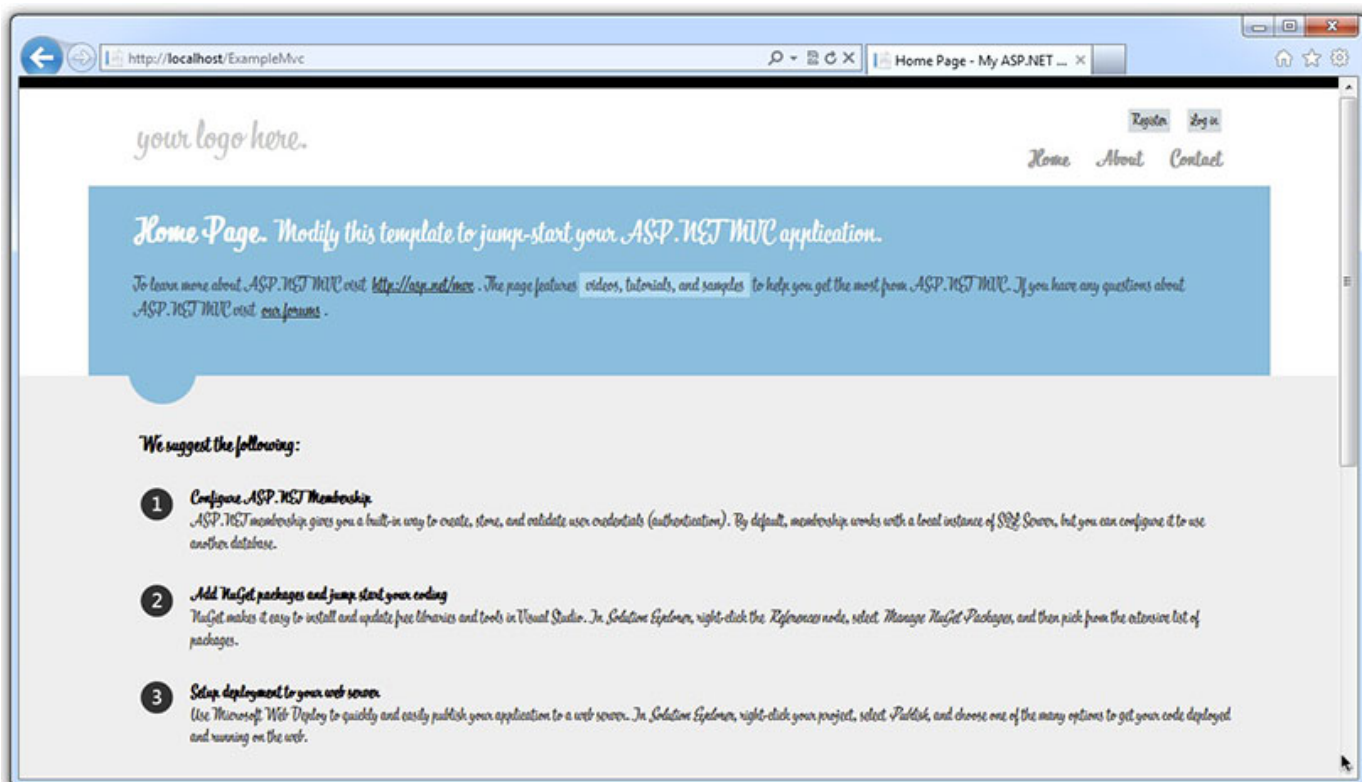 http://localhost/ExampleMvc
Home Page - My ASP.NET ...
your logo here.
Register Log in
Home About Contact
Home Page. Modify this template to jump-start your ASP.NET MVC application.
To learn more about ASP.NET MVC visit http://asp.net/mvc . The page features videos, tutorials, and samples to help you get the most from ASP.NET MVC. If you have any questions about
ASP.NET MVC visit our forums .
We suggest the following:
1 Configure ASP.NET Membership
ASP.NET membership gives you a built-in way to create, store, and validate user credentials (authentication). By default, membership works with a local instance of SQL Server, but you can configure it to use
another database.
2 Add NuGet packages and jump start your coding
NuGet makes it easy to install and update free libraries and tools in Visual Studio. In Solution Explorer, right-click the References node, select Manage NuGet Packages, and then pick from the extensive list of
packages.
3 Setup deployment to your web server
Use Microsoft Web Deploy to quickly and easily publish your application to a web server. In Solution Explorer, right-click your project, select Publish, and choose one of the many options to get your code deployed
and running on the web.